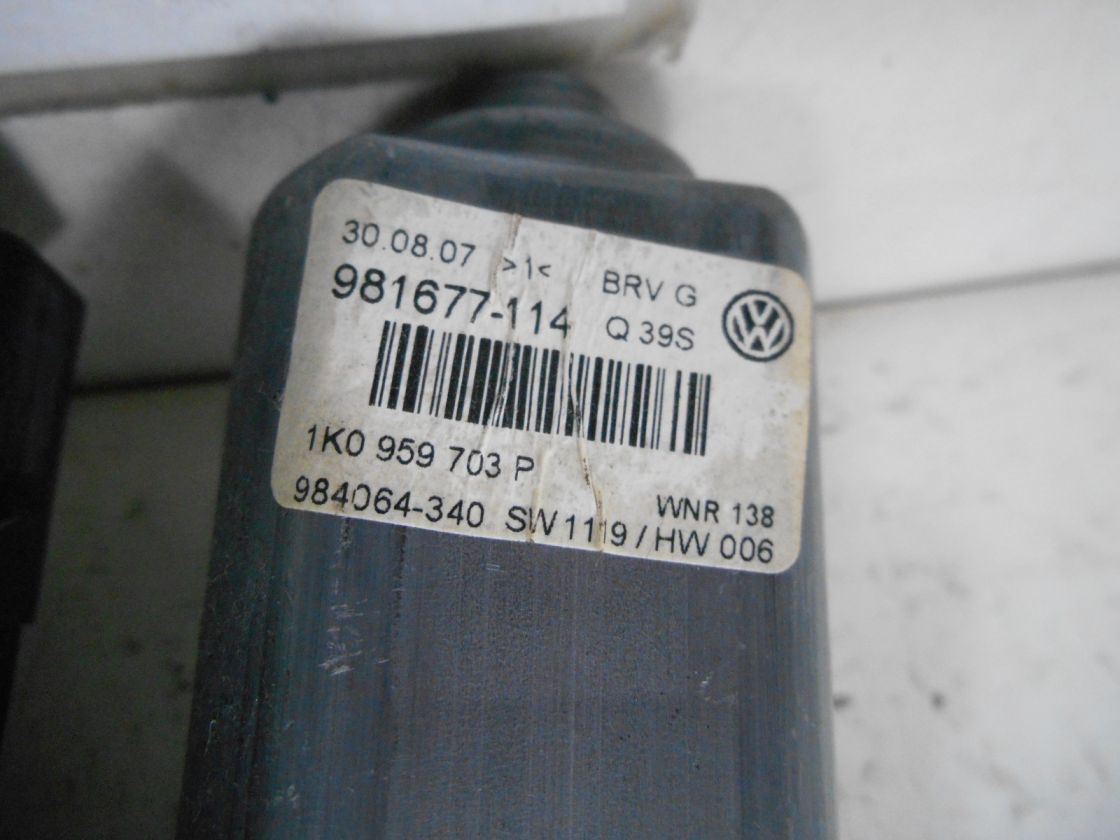 30.08.07 >1< BRV G
981677-114 Q 39S
1K0 959 703 P
WNR 138
984064-340 SW1119/HW 006